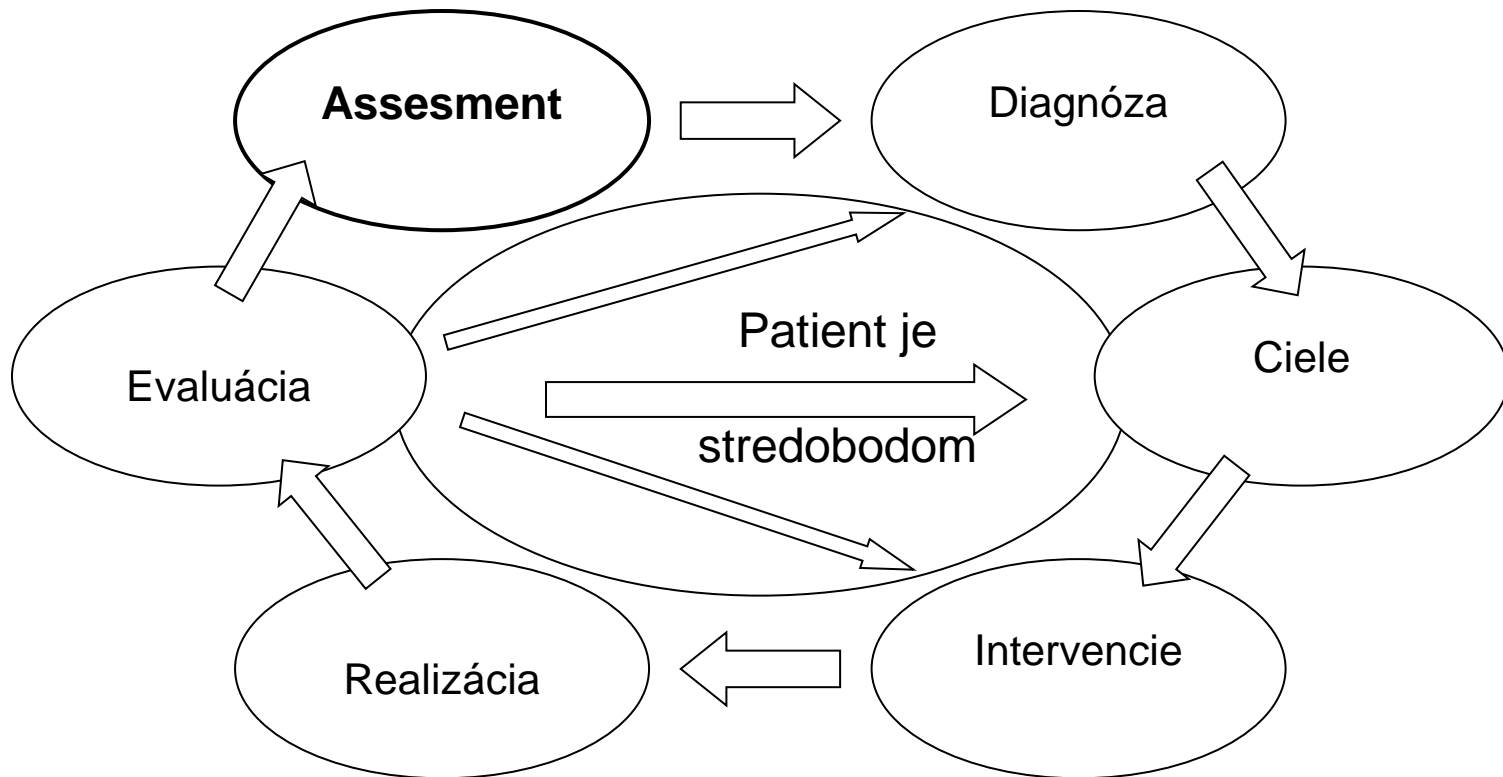 Assesment
Diagnóza
Patient je
Ciele
Evaluácia
stredobodom
Intervencie
Realizácia